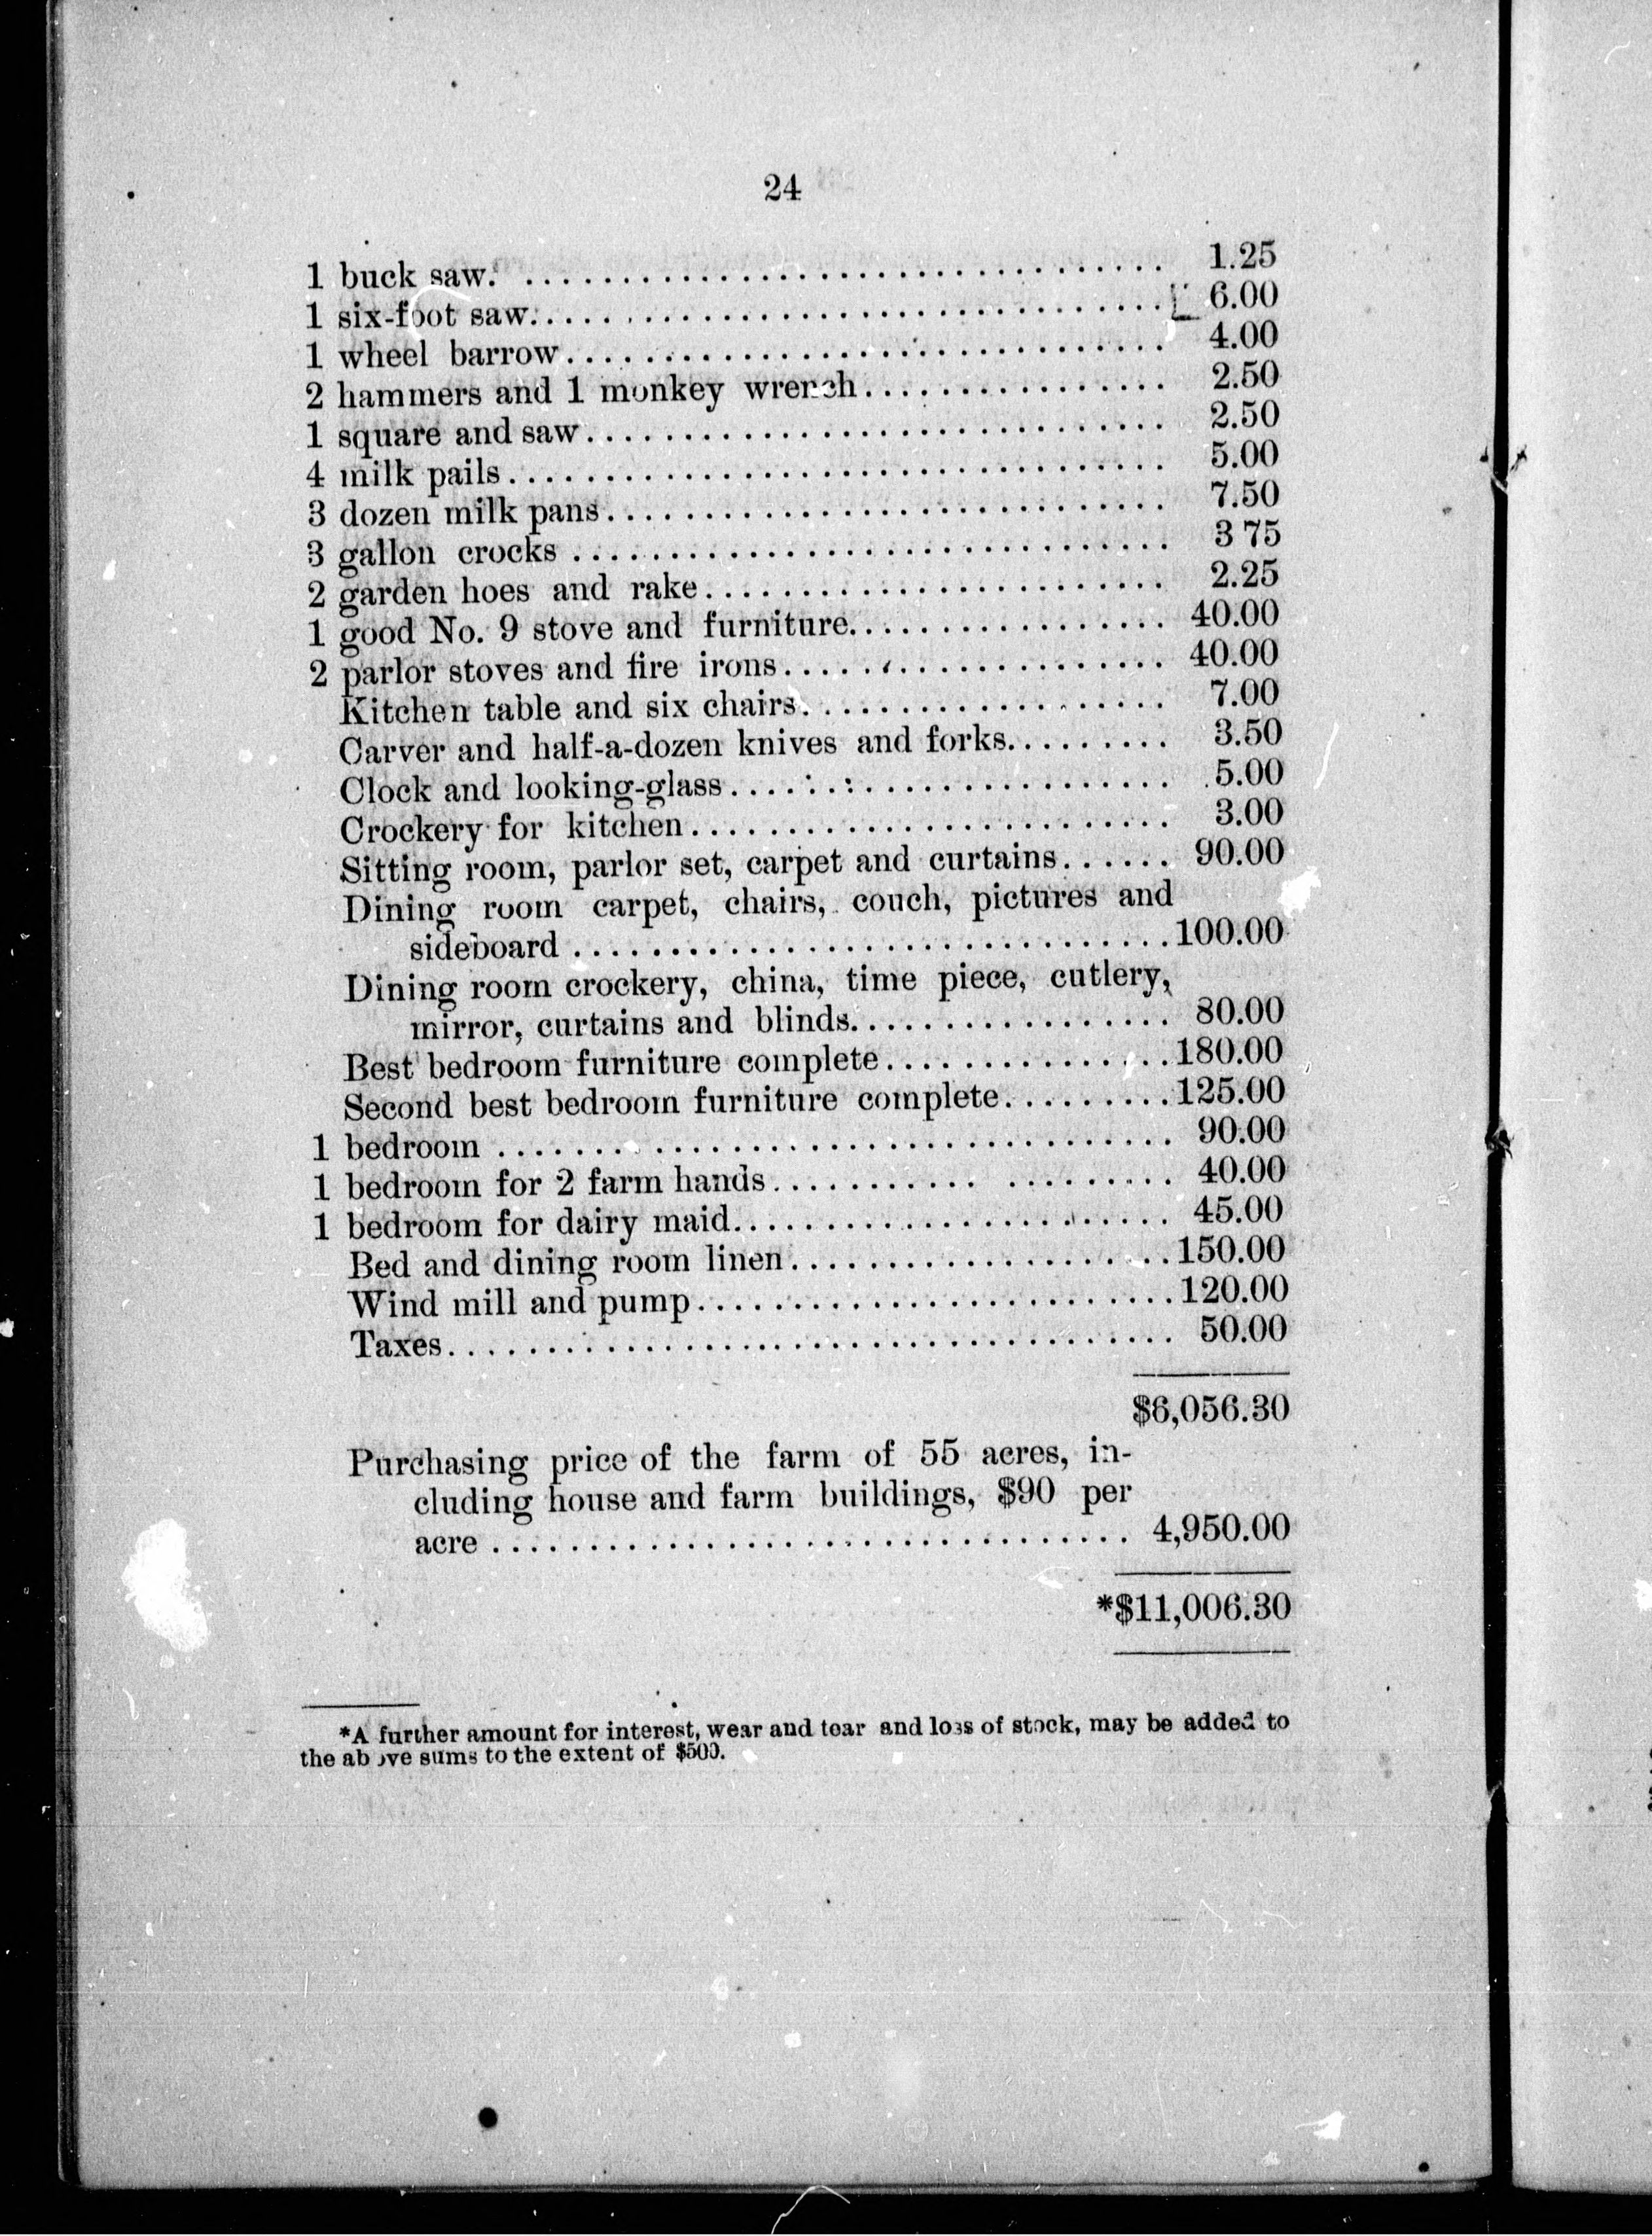 24
1 buck saw. .................................. 1.25
1 six-foot saw.................................. 6.00
1 wheel barrow............................... 4.00
2 hammers and 1 monkey wrench................ 2.50
1 square and saw.............................. 2.50
4 milk pails.................................. 5.00
3 dozen milk pans............................. 7.50
3 gallon crocks ............................... 3 75
2 garden hoes and rake........................ 2.25
1 good No. 9 stove and furniture................. 40.00
2 parlor stoves and fire irons.................... 40.00
Kitchen table and six chairs................... 7.00
Carver and half-a-dozen knives and forks......... 3.50
Clock and looking-glass....................... 5.00
Crockery for kitchen......................... 3.00
Sitting room, parlor set, carpet and curtains...... 90.00
Dining room carpet, chairs, couch, pictures and
sideboard ...............................100.00
Dining room crockery, china, time piece, cutlery,
mirror, curtains and blinds................. 80.00
Best bedroom furniture complete...............180.00
Second best bedroom furniture complete.........125.00
1 bedroom ................................... 90.00
1 bedroom for 2 farm hands........... ......... 40.00
1 bedroom for dairy maid....................... 45.00
Bed and dining room linen....................150.00
Wind mill and pump.........................120.00
Taxes...................................... 50.00
$6,056.30
Purchasing price of the farm of 55 acres, in-
cluding house and farm buildings, $90 per
acre ................................. 4,950.00
*$11,006.30
*A further amount for interest, wear and tear and loss of stock, may be added to
the above sums to the extent of $500.